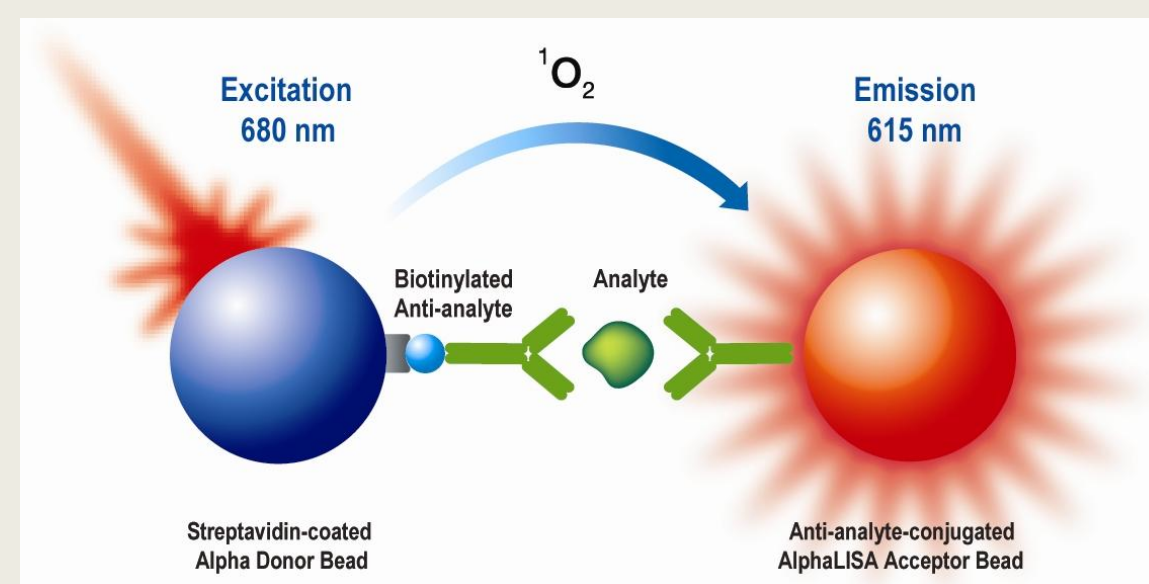 Excitation
680 nm
¹O₂
Emission
615 nm
Biotinylated
Anti-analyte
Analyte
Streptavidin-coated
Alpha Donor Bead
Anti-analyte-conjugated
AlphaLISA Acceptor Bead